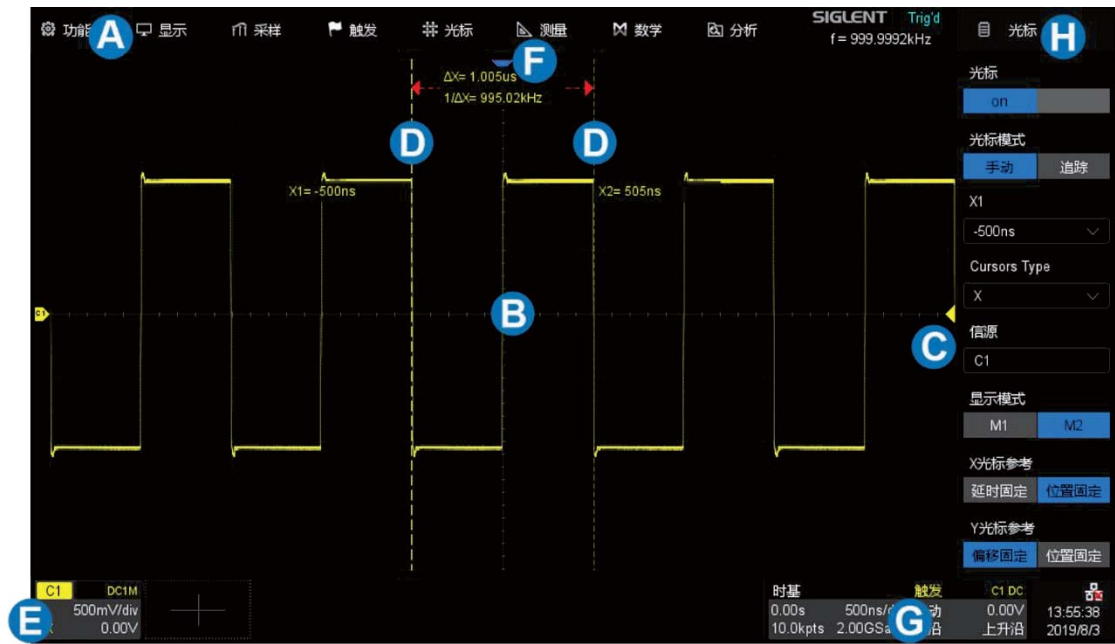 功能 A 显示 采样 触发 光标 测量 数学 分析
SIGLENT Trig'd
f = 999.9992kHz
光标 H
F
ΔX= 1.005us
1/ΔX= 995.02kHz
D D
X1= -500ns
X2= 505ns
C1
B
C
光标
on
光标模式
手动 追踪
X1
-500ns
Cursors Type
X
信源
C1
显示模式
M1 M2
X光标参考
延时固定 位置固定
Y光标参考
偏移固定 位置固定
C1 DC1M
500mV/div
E 0.00V
时基
0.00s 500ns/
10.0kpts 2.00GSa
G
触发 C1 DC
动 0.00V
沿 上升沿
13:55:38
2019/8/3